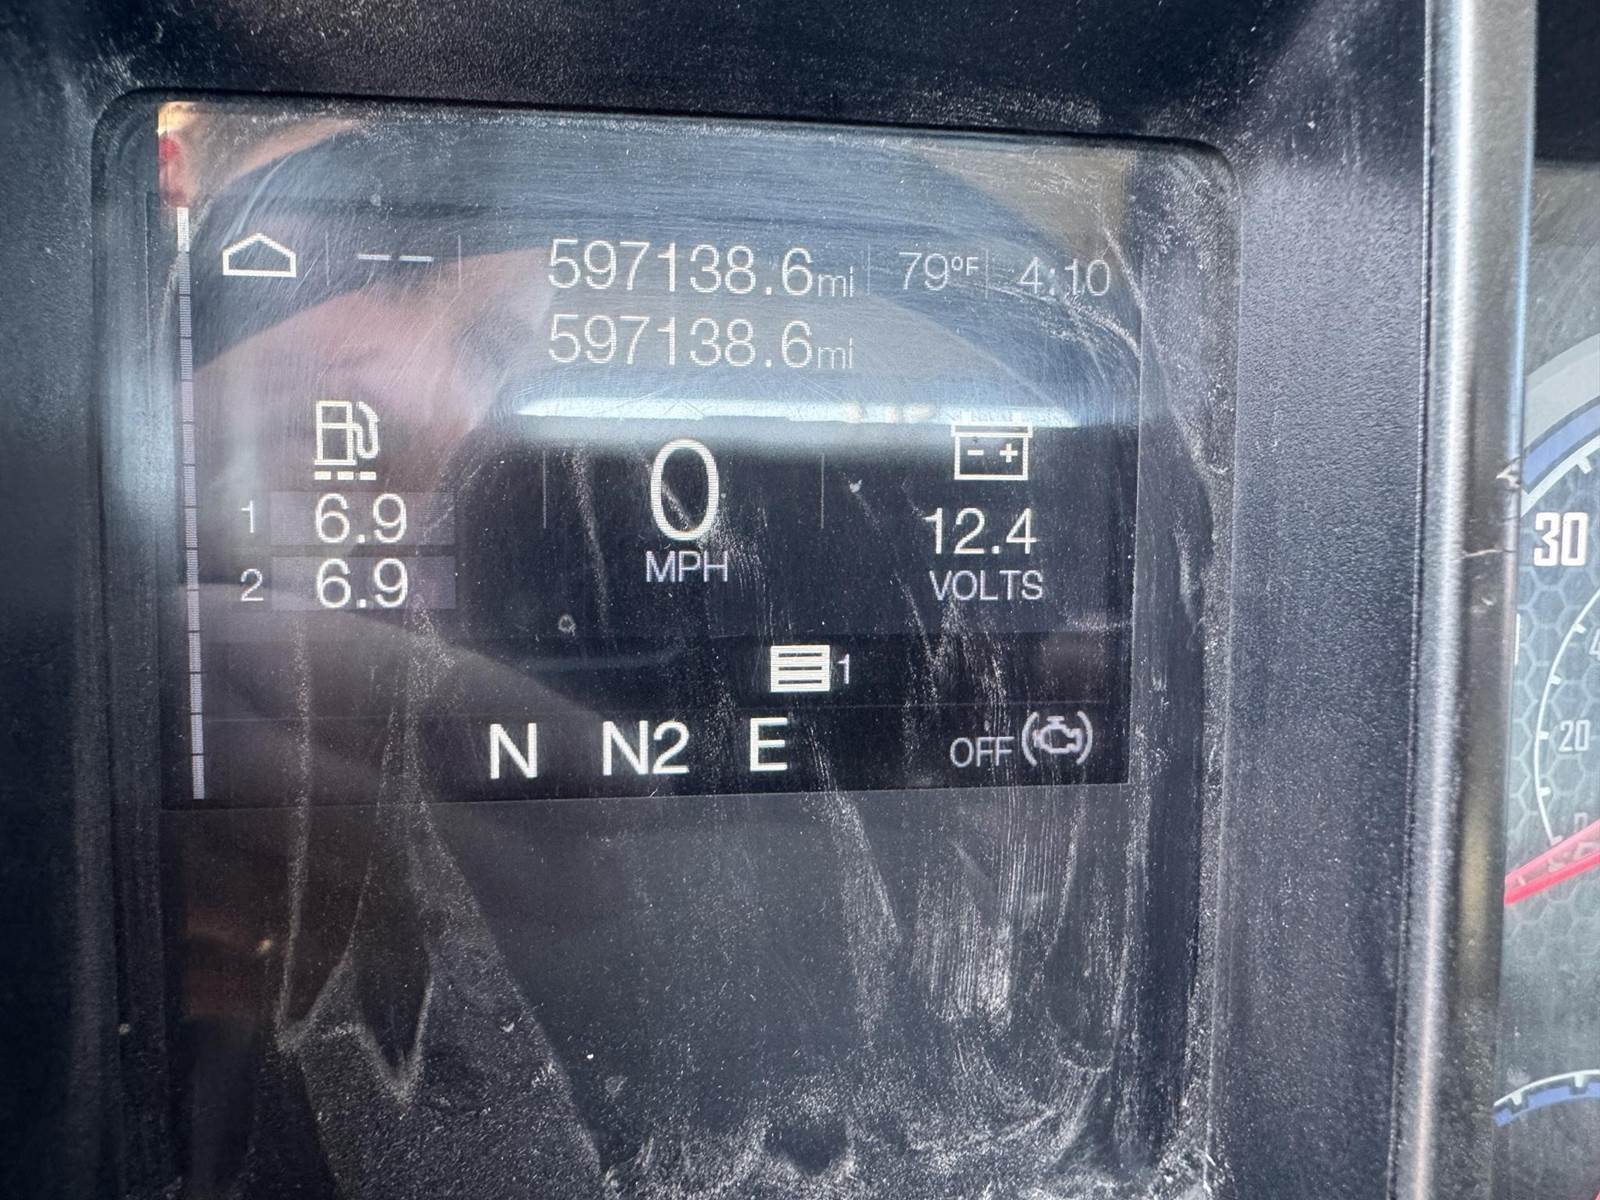 -- 597138.6mi 79°F 4:10
597138.6mi
1 6.9
2 6.9
0
MPH
- +
12.4
VOLTS
1
N N2 E OFF
30
20